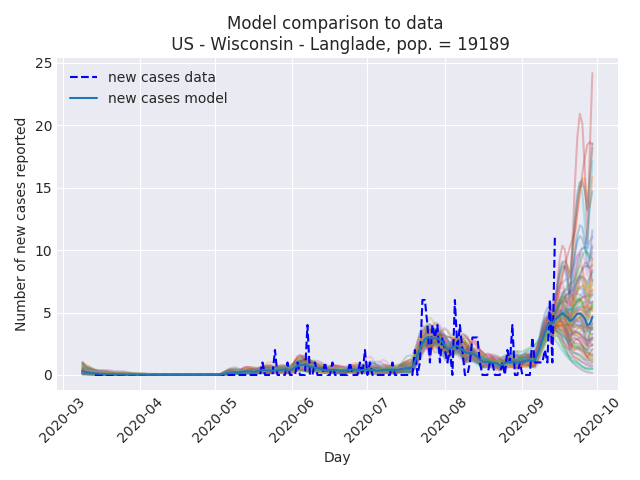 Model comparison to data
US - Wisconsin - Langlade, pop. = 19189
new cases data
new cases model
Number of new cases reported
25
20
15
10
5
0
2020-03
2020-04
2020-05
2020-06
2020-07
2020-08
2020-09
2020-10
Day